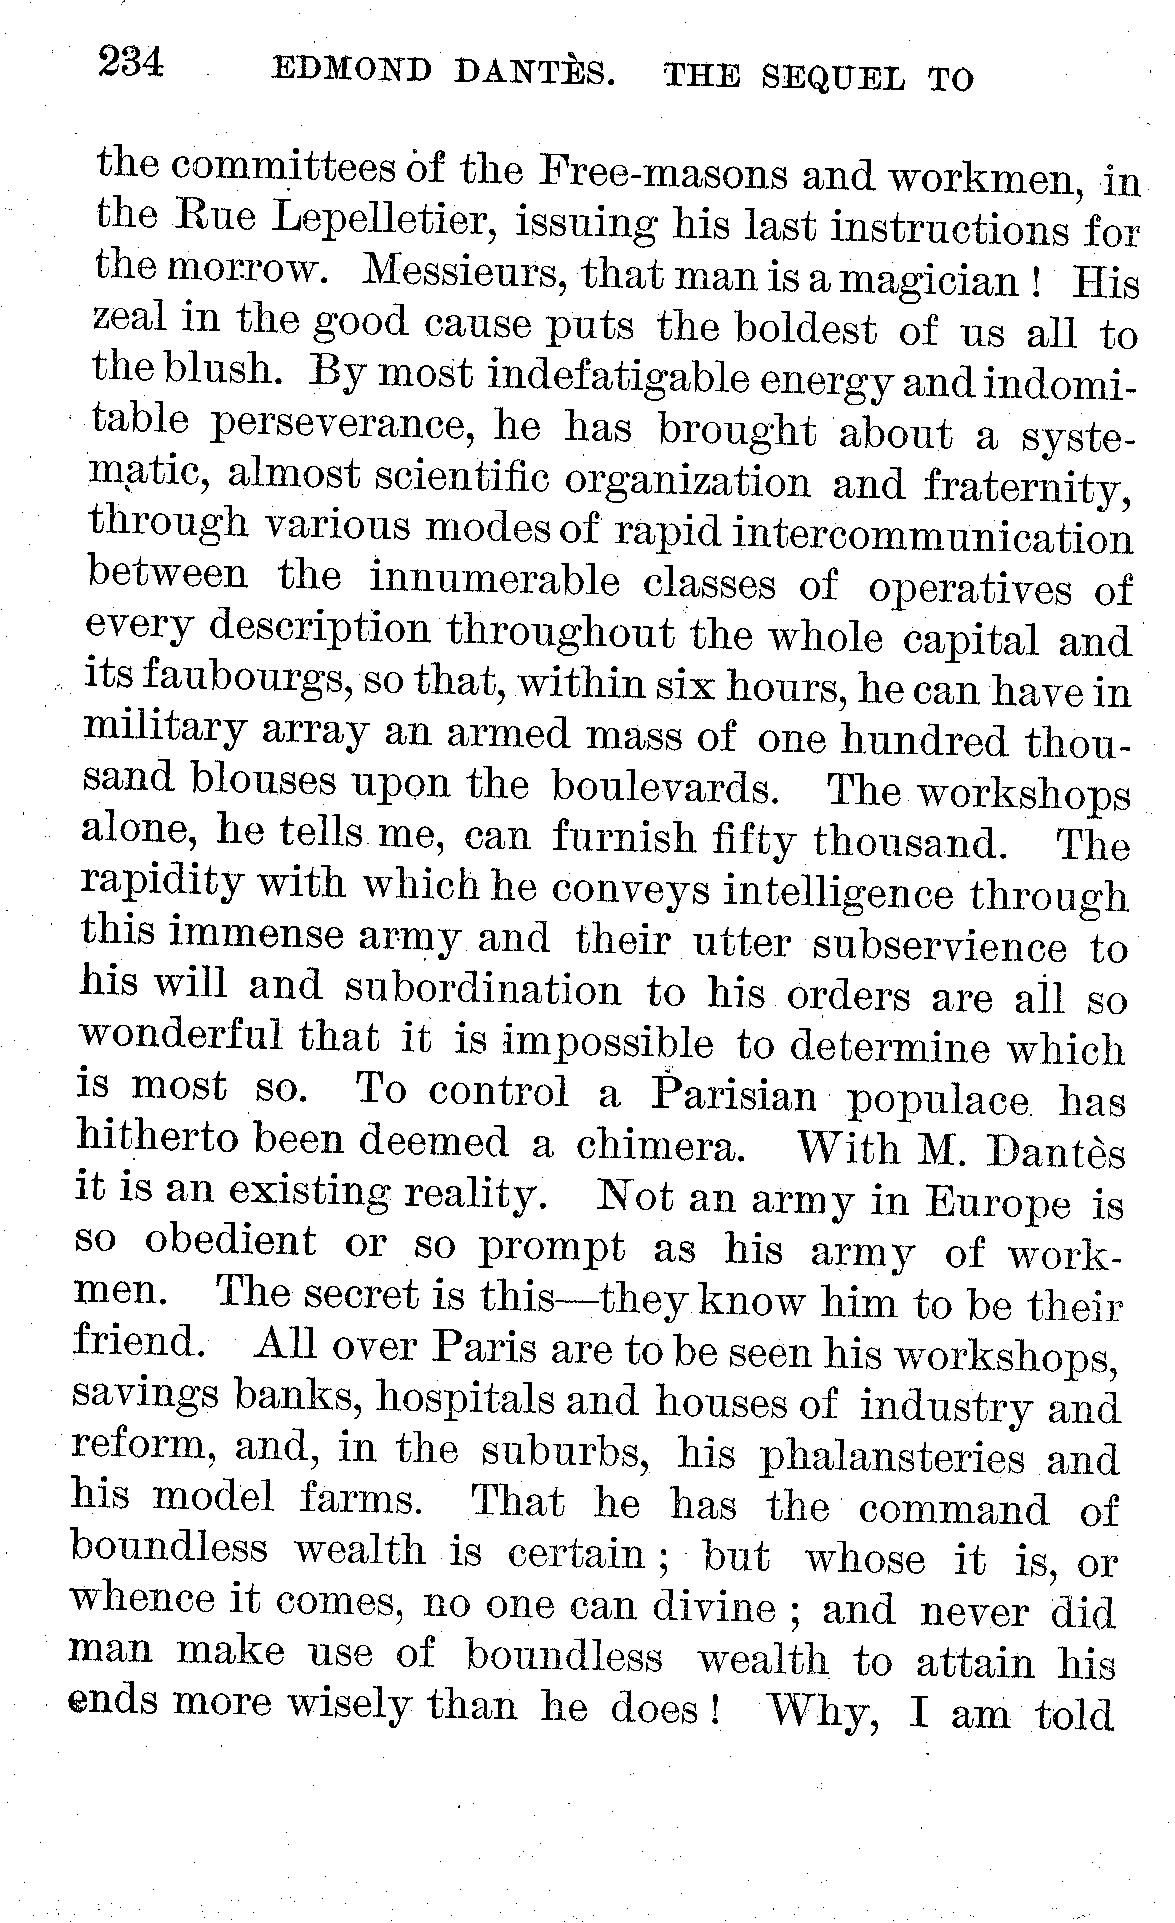 234 EDMOND DANTÈS. THE SEQUEL TO
the committees of the Free-masons and workmen, in
the Rue Lepelletier, issuing his last instructions for
the morrow. Messieurs, that man is a magician! His
zeal in the good cause puts the boldest of us all to
the blush. By most indefatigable energy and indomi-
table perseverance, he has brought about a syste-
matic, almost scientific organization and fraternity,
through various modes of rapid intercommunication
between the innumerable classes of operatives of
every description throughout the whole capital and
its faubourgs, so that, within six hours, he can have in
military array an armed mass of one hundred thou-
sand blouses upon the boulevards. The workshops
alone, he tells me, can furnish fifty thousand. The
rapidity with which he conveys intelligence through
this immense army and their utter subservience to
his will and subordination to his orders are all so
wonderful that it is impossible to determine which
is most so. To control a Parisian populace has
hitherto been deemed a chimera. With M. Dantès
it is an existing reality. Not an army in Europe is
so obedient or so prompt as his army of work-
men. The secret is this—they know him to be their
friend. All over Paris are to be seen his workshops,
savings banks, hospitals and houses of industry and
reform, and, in the suburbs, his phalansteries and
his model farms. That he has the command of
boundless wealth is certain; but whose it is, or
whence it comes, no one can divine; and never did
man make use of boundless wealth to attain his
ends more wisely than he does! Why, I am told